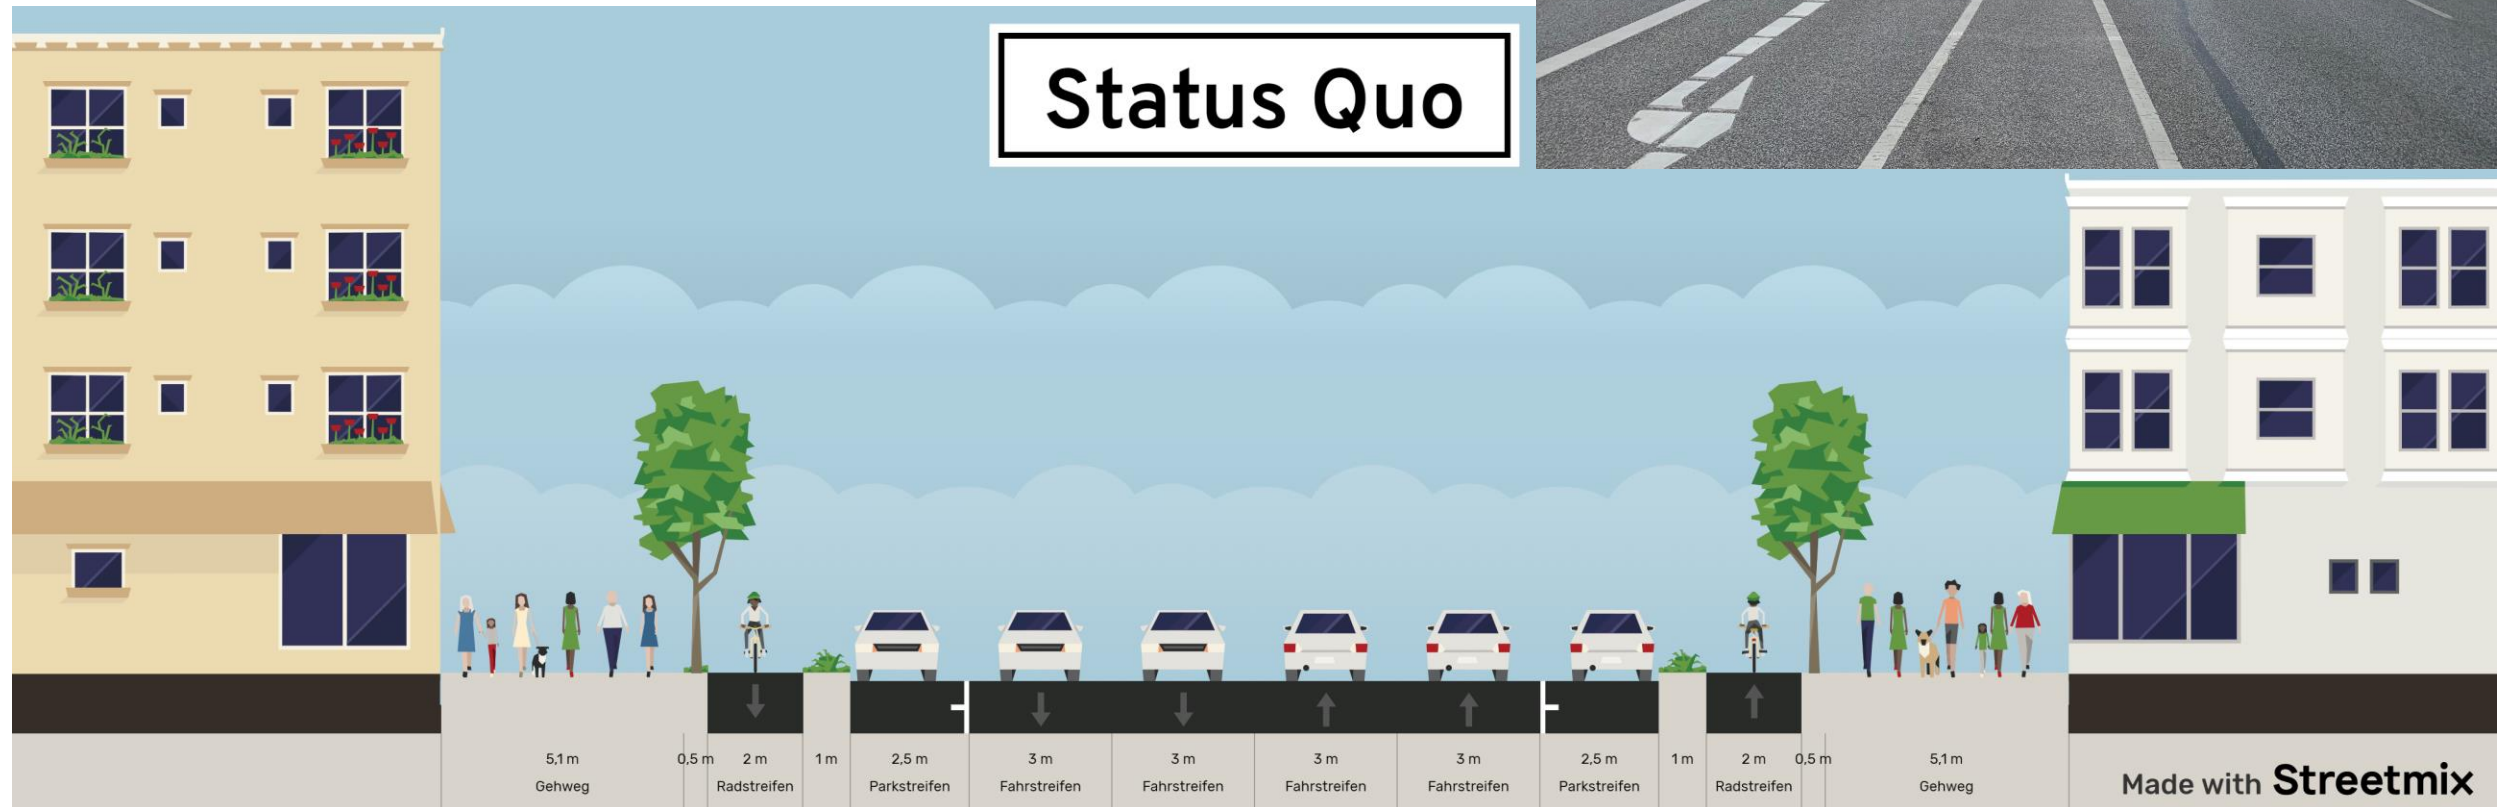 Status Quo
5,1 m
0,5 m
2 m
1 m
2,5 m
3 m
3 m
3 m
3 m
2,5 m
1 m
2 m
0,5 m
5,1 m
Gehweg
Radstreifen
Parkstreifen
Fahrstreifen
Fahrstreifen
Fahrstreifen
Fahrstreifen
Parkstreifen
Radstreifen
Gehweg
Made with Streetmix